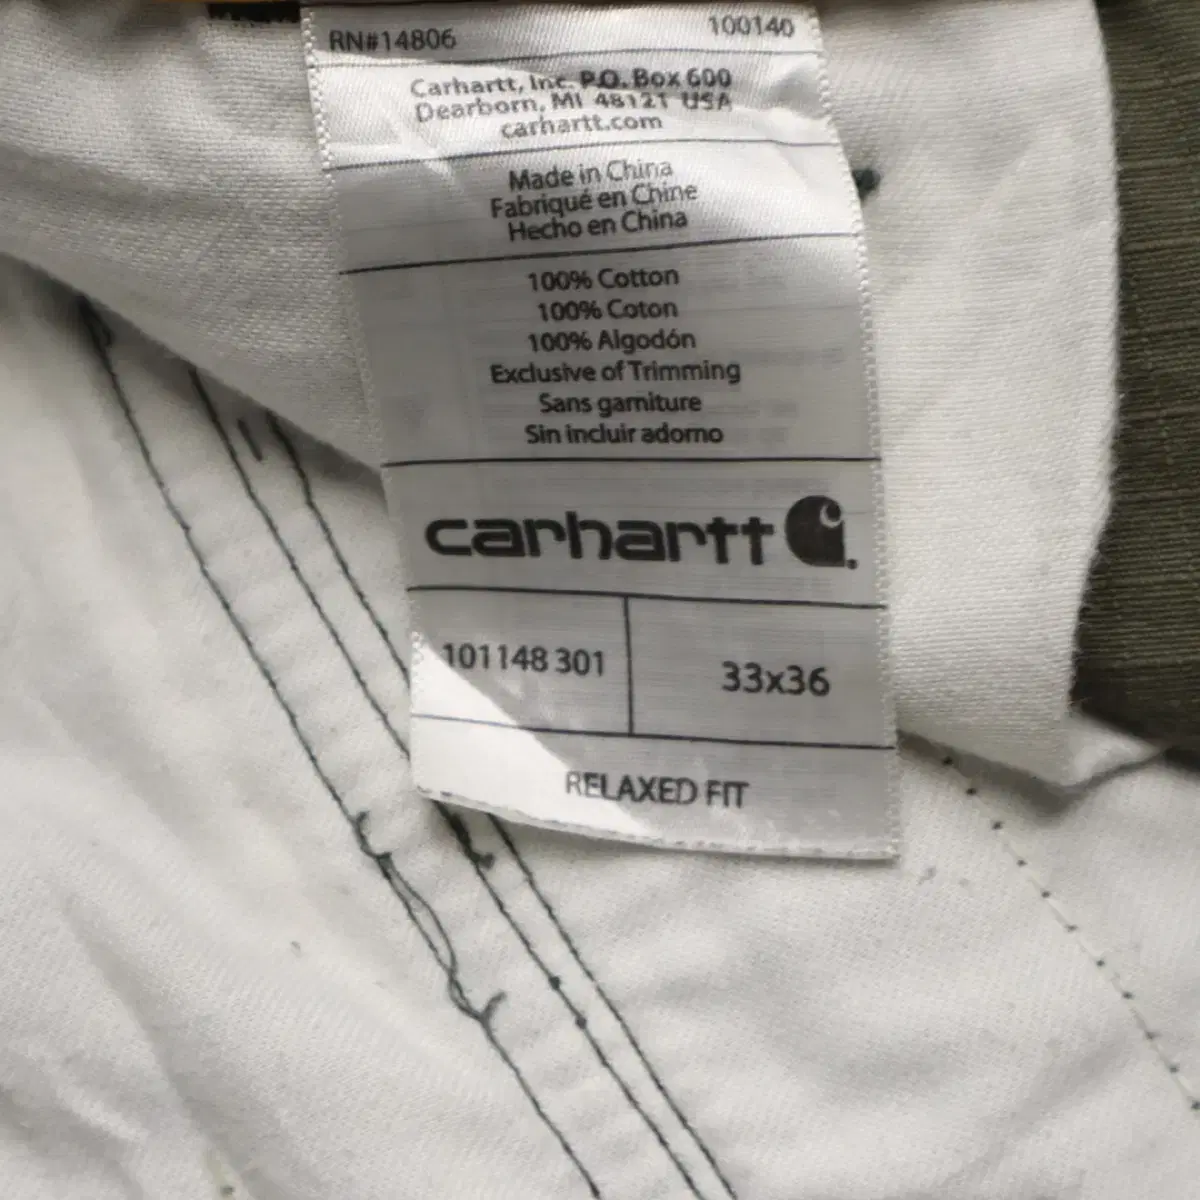 RN#14806 100140
Carhartt, Inc. P.O. Box 600
Dearborn, MI 48121 USA
carhartt.com
Made in China
Fabriqué en Chine
Hecho en China
100% Cotton
100% Coton
100% Algodón
Exclusive of Trimming
Sans garniture
Sin incluir adorno
carhartt
101148 301 33x36
RELAXED FIT